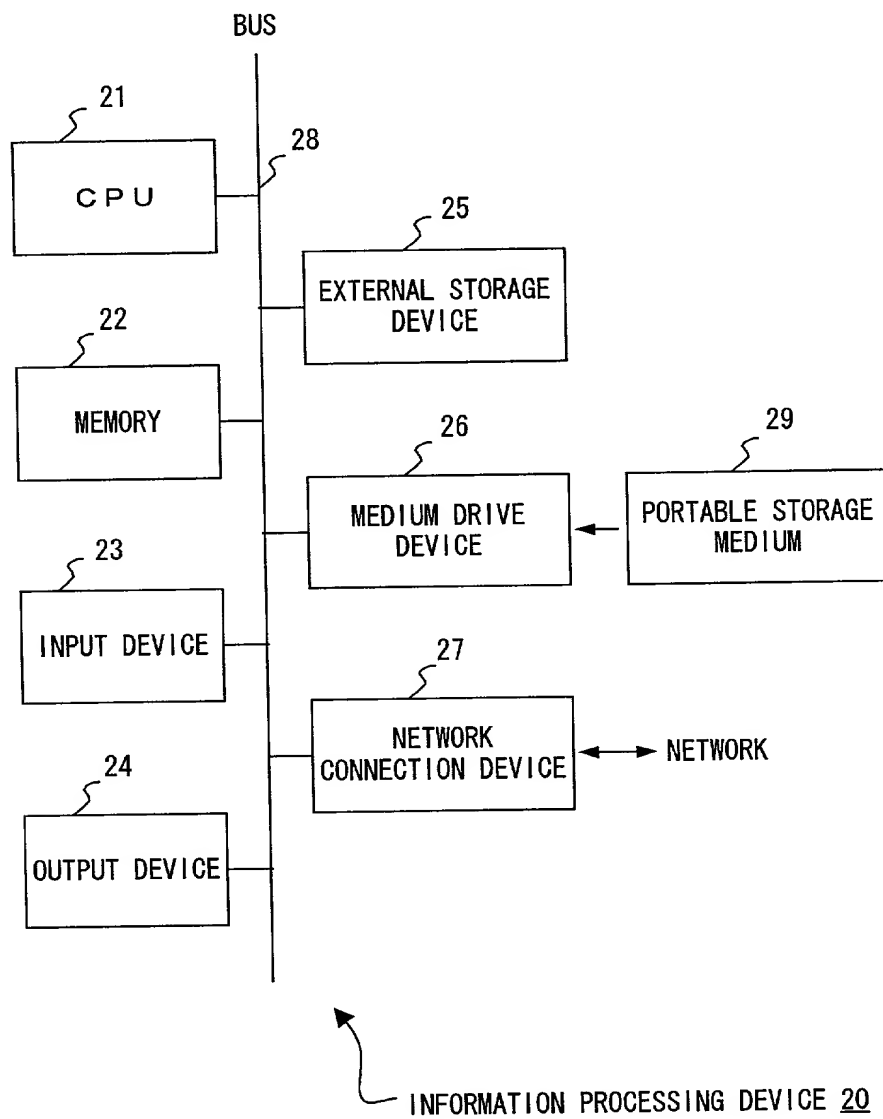 BUS
21
28
CPU
25
EXTERNAL STORAGE
DEVICE
22
MEMORY
26
29
MEDIUM DRIVE
DEVICE
PORTABLE STORAGE
MEDIUM
23
INPUT DEVICE
27
NETWORK
CONNECTION DEVICE
NETWORK
24
OUTPUT DEVICE
INFORMATION PROCESSING DEVICE 20